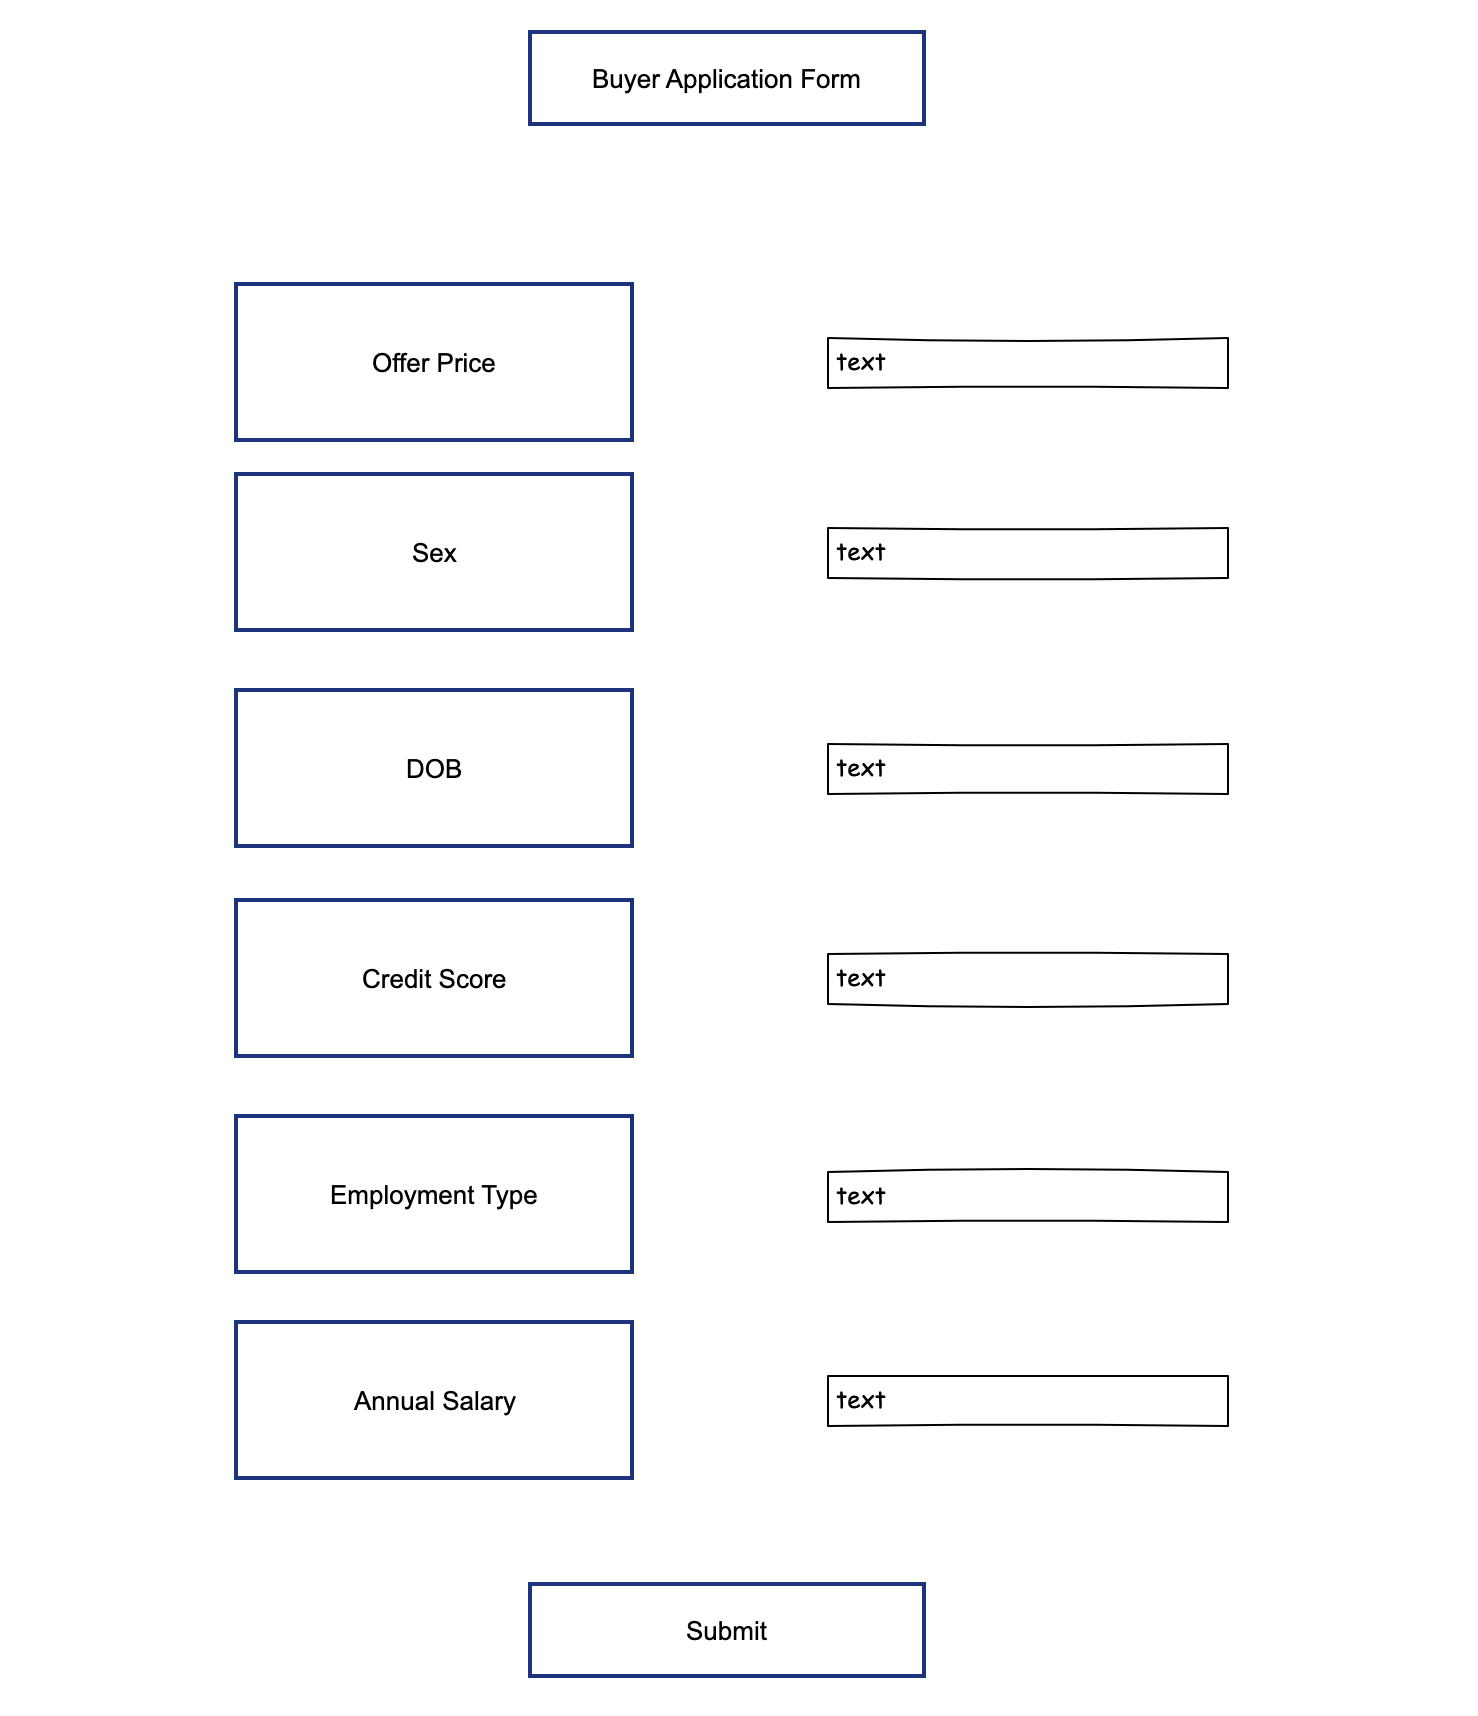 Buyer Application Form
Offer Price
text
Sex
text
DOB
text
Credit Score
text
Employment Type
text
Annual Salary
text
Submit